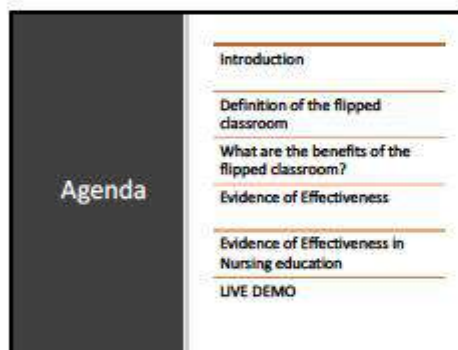 Agenda
Introduction
Definition of the flipped
classroom
What are the benefits of the
flipped classroom?
Evidence of Effectiveness
Evidence of Effectiveness in
Nursing education
LIVE DEMO